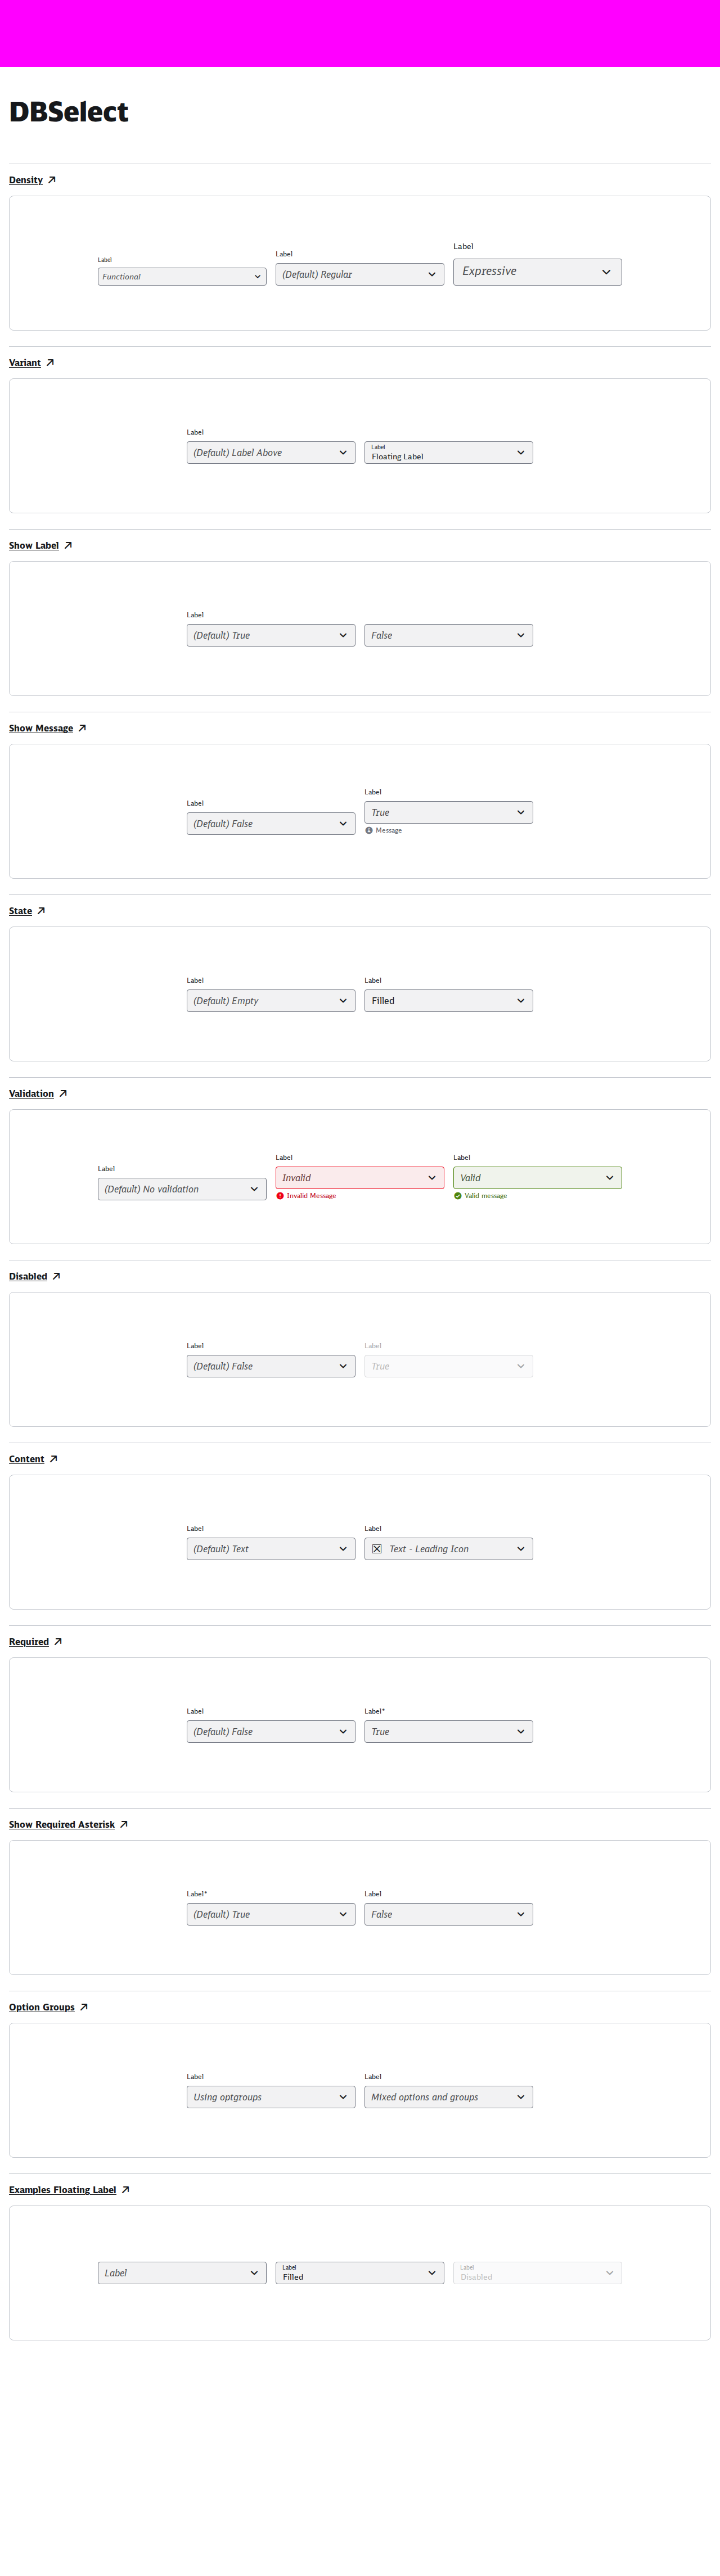 DBSelect
Density
Label
Functional
Label
(Default) Regular
Label
Expressive
Variant
Label
(Default) Label Above
Label
Floating Label
Show Label
Label
(Default) True
False
Show Message
Label
(Default) False
Label
True
Message
State
Label
(Default) Empty
Label
Filled
Validation
Label
(Default) No validation
Label
Invalid
Invalid Message
Label
Valid
Valid message
Disabled
Label
(Default) False
Label
True
Content
Label
(Default) Text
Label
Text - Leading Icon
Required
Label
(Default) False
Label*
True
Show Required Asterisk
Label*
(Default) True
Label
False
Option Groups
Label
Using optgroups
Label
Mixed options and groups
Examples Floating Label
Label
Label
Filled
Label
Disabled